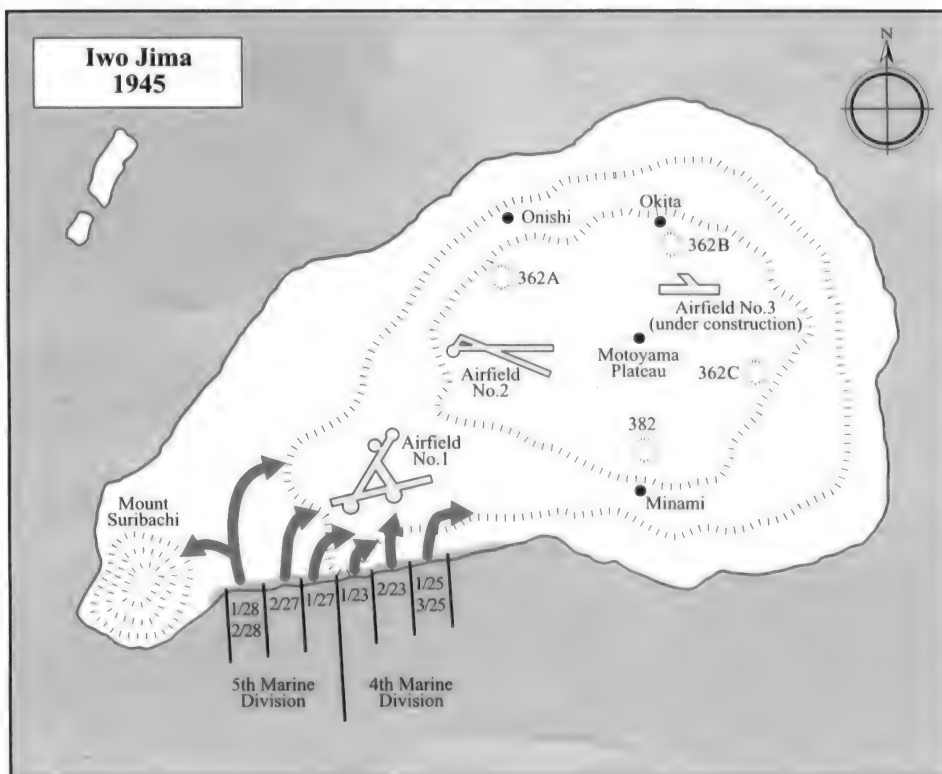 Iwo Jima
1945
N
Okita
Onishi
362B
362A
Airfield No.3
(under construction)
Motoyama
Plateau
Airfield
No.2
362C
382
Airfield
No.1
Minami
Mount
Suribachi
1/28
2/28
2/27
1/27
1/23
2/23
1/25
3/25
5th Marine
Division
4th Marine
Division